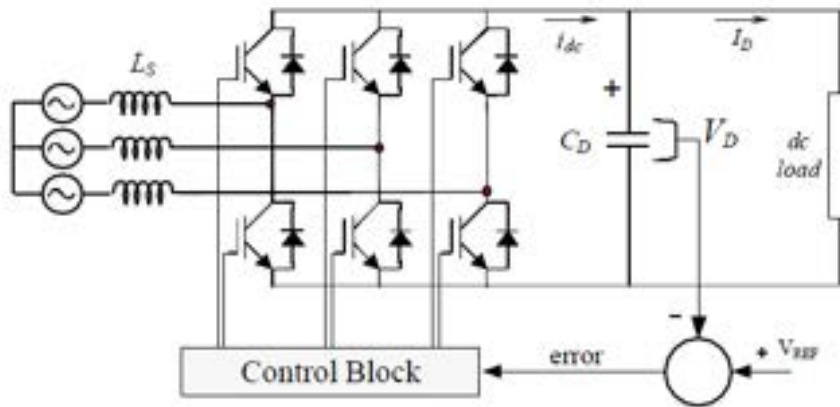 L_S
i_dc
I_D
+
C_D
V_D
dc
load
-
+ V_REF
error
Control Block